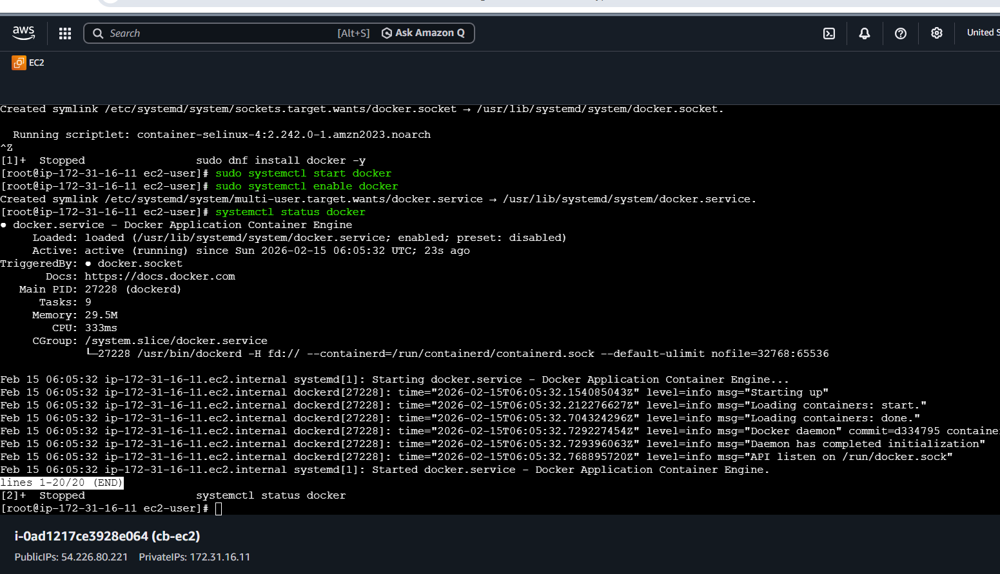 aws
Search [Alt+S] Ask Amazon Q United S
EC2
Created symlink /etc/systemd/system/sockets.target.wants/docker.socket → /usr/lib/systemd/system/docker.socket.
Running scriptlet: container-selinux-4:2.242.0-1.amzn2023.noarch
^Z
[1]+  Stopped                 sudo dnf install docker -y
[root@ip-172-31-16-11 ec2-user]# sudo systemctl start docker
[root@ip-172-31-16-11 ec2-user]# sudo systemctl enable docker
Created symlink /etc/systemd/system/multi-user.target.wants/docker.service → /usr/lib/systemd/system/docker.service.
[root@ip-172-31-16-11 ec2-user]# systemctl status docker
● docker.service - Docker Application Container Engine
     Loaded: loaded (/usr/lib/systemd/system/docker.service; enabled; preset: disabled)
     Active: active (running) since Sun 2026-02-15 06:05:32 UTC; 23s ago
TriggeredBy: ● docker.socket
       Docs: https://docs.docker.com
   Main PID: 27228 (dockerd)
      Tasks: 9
     Memory: 29.5M
        CPU: 333ms
     CGroup: /system.slice/docker.service
             └─27228 /usr/bin/dockerd -H fd:// --containerd=/run/containerd/containerd.sock --default-ulimit nofile=32768:65536
Feb 15 06:05:32 ip-172-31-16-11.ec2.internal systemd[1]: Starting docker.service - Docker Application Container Engine...
Feb 15 06:05:32 ip-172-31-16-11.ec2.internal dockerd[27228]: time="2026-02-15T06:05:32.154085043Z" level=info msg="Starting up"
Feb 15 06:05:32 ip-172-31-16-11.ec2.internal dockerd[27228]: time="2026-02-15T06:05:32.212276627Z" level=info msg="Loading containers: start."
Feb 15 06:05:32 ip-172-31-16-11.ec2.internal dockerd[27228]: time="2026-02-15T06:05:32.704324296Z" level=info msg="Loading containers: done."
Feb 15 06:05:32 ip-172-31-16-11.ec2.internal dockerd[27228]: time="2026-02-15T06:05:32.729227454Z" level=info msg="Docker daemon" commit=d334795 container
Feb 15 06:05:32 ip-172-31-16-11.ec2.internal dockerd[27228]: time="2026-02-15T06:05:32.729396063Z" level=info msg="Daemon has completed initialization"
Feb 15 06:05:32 ip-172-31-16-11.ec2.internal dockerd[27228]: time="2026-02-15T06:05:32.768895720Z" level=info msg="API listen on /run/docker.sock"
Feb 15 06:05:32 ip-172-31-16-11.ec2.internal systemd[1]: Started docker.service - Docker Application Container Engine.
lines 1-20/20 (END)
[2]+  Stopped                 systemctl status docker
[root@ip-172-31-16-11 ec2-user]#
i-0ad1217ce3928e064 (cb-ec2)
PublicIPs: 54.226.80.221 PrivateIPs: 172.31.16.11